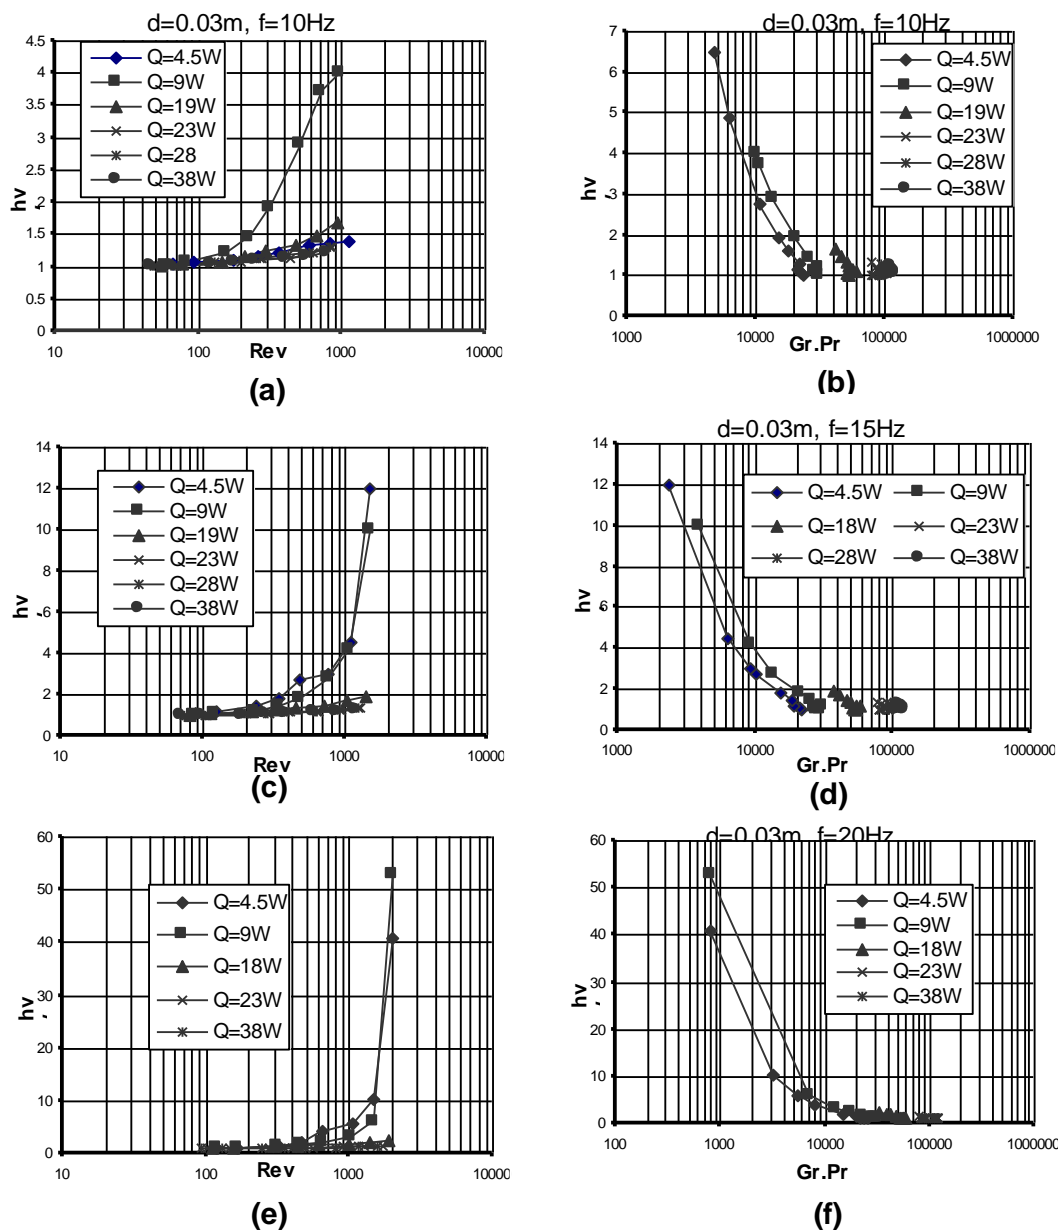 d=0.03m, f=10Hz
4.5
4
3.5
3
2.5
2
1.5
1
0.5
0
hv
Q=4.5W
Q=9W
Q=19W
Q=23W
Q=28
Q=38W
10 100 1000 10000
Rev
(a)
d=0.03m, f=10Hz
7
6
5
4
3
2
1
0
hv
Q=4.5W
Q=9W
Q=19W
Q=23W
Q=28W
Q=38W
1000 10000 100000 1000000
Gr.Pr
(b)
14
12
10
8
6
4
2
0
hv
Q=4.5W
Q=9W
Q=19W
Q=23W
Q=28W
Q=38W
10 100 1000 10000
Rev
(c)
d=0.03m, f=15Hz
14
12
10
8
6
4
2
0
hv
Q=4.5W Q=9W
Q=18W Q=23W
Q=28W Q=38W
1000 10000 100000 1000000
Gr.Pr
(d)
60
50
40
30
20
10
0
hv
Q=4.5W
Q=9W
Q=18W
Q=23W
Q=38W
10 100 1000 10000
Rev
(e)
d=0.03m, f=20Hz
60
50
40
30
20
10
0
hv
Q=4.5W
Q=9W
Q=18W
Q=23W
Q=38W
100 1000 10000 100000 1000000
Gr.Pr
(f)